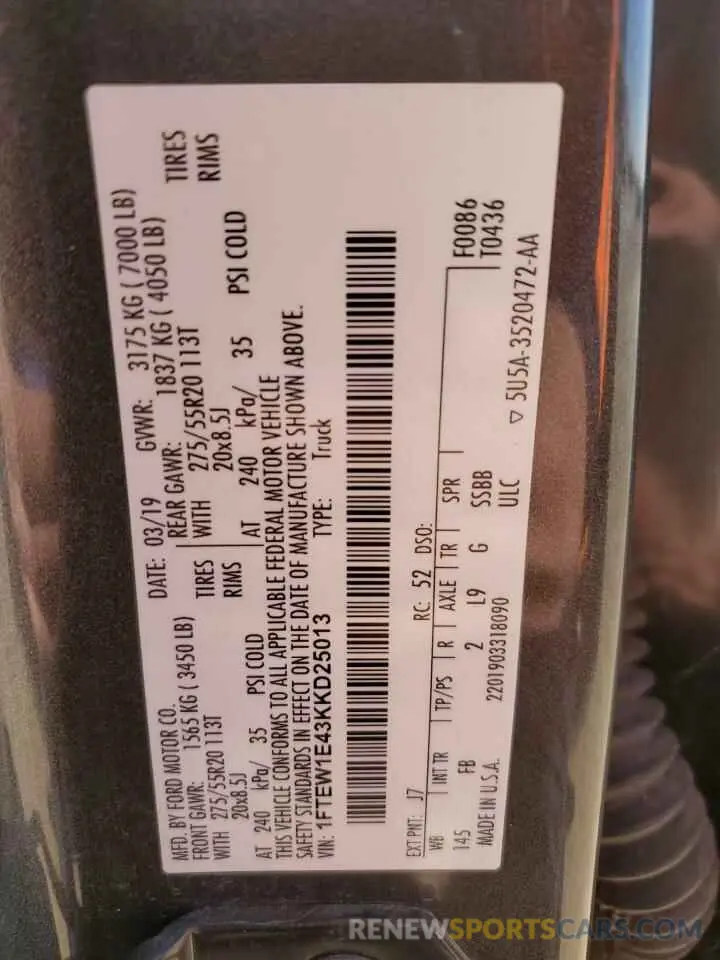 MFD. BY FORD MOTOR CO.
DATE: 03/19 GVWR: 3175 KG ( 7000 LB)
FRONT GAWR: 1565 KG ( 3450 LB) REAR GAWR: 1837 KG ( 4050 LB)
WITH 275/55R20 113T TIRES WITH 275/55R20 113T TIRES
20x8.5J RIMS 20x8.5J RIMS
AT 240 kPa/ 35 PSI COLD AT 240 kPa/ 35 PSI COLD
THIS VEHICLE CONFORMS TO ALL APPLICABLE FEDERAL MOTOR VEHICLE
SAFETY STANDARDS IN EFFECT ON THE DATE OF MANUFACTURE SHOWN ABOVE.
VIN: 1FTEW1E43KKD25013 TYPE: Truck
EXT PNT: J7 RC: 52 DSO: F0086
WB INT TR TP/PS R AXLE TR SPR T0436
145 FB 2 L9 G SSBB
MADE IN U.S.A. 2201903318090 ULC
▽ 5U5A-3520472-AA
RENEWSPORTSCARS.COM